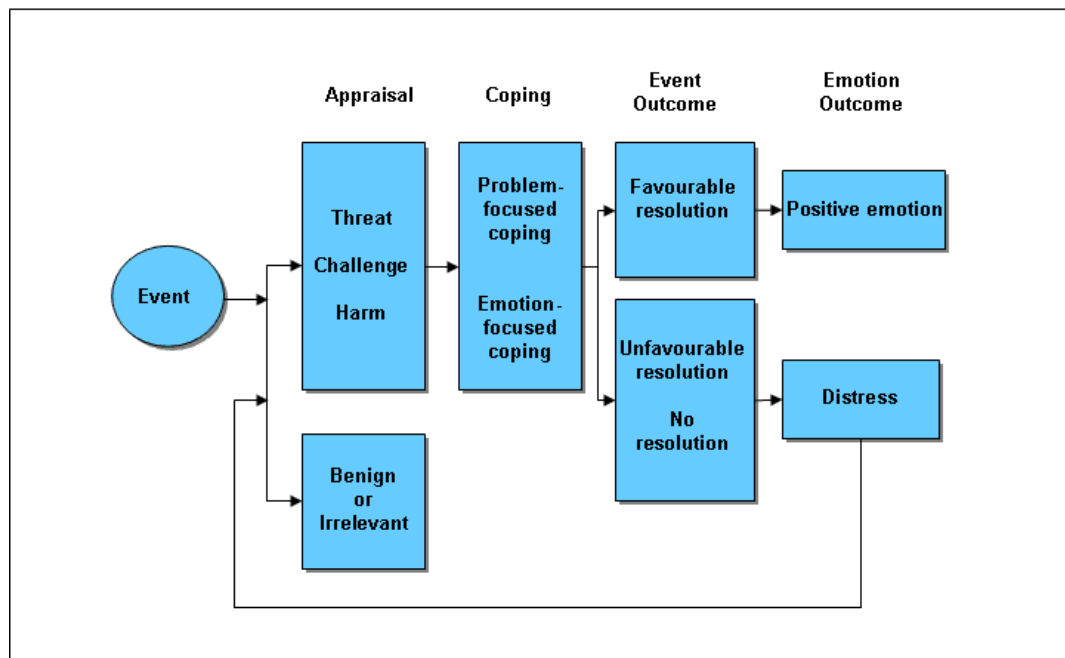 Appraisal
Coping
Event
Outcome
Emotion
Outcome
Event
Threat
Challenge
Harm
Benign
or
Irrelevant
Problem-
focused
coping
Emotion-
focused
coping
Favourable
resolution
Unfavourable
resolution
No
resolution
Positive emotion
Distress